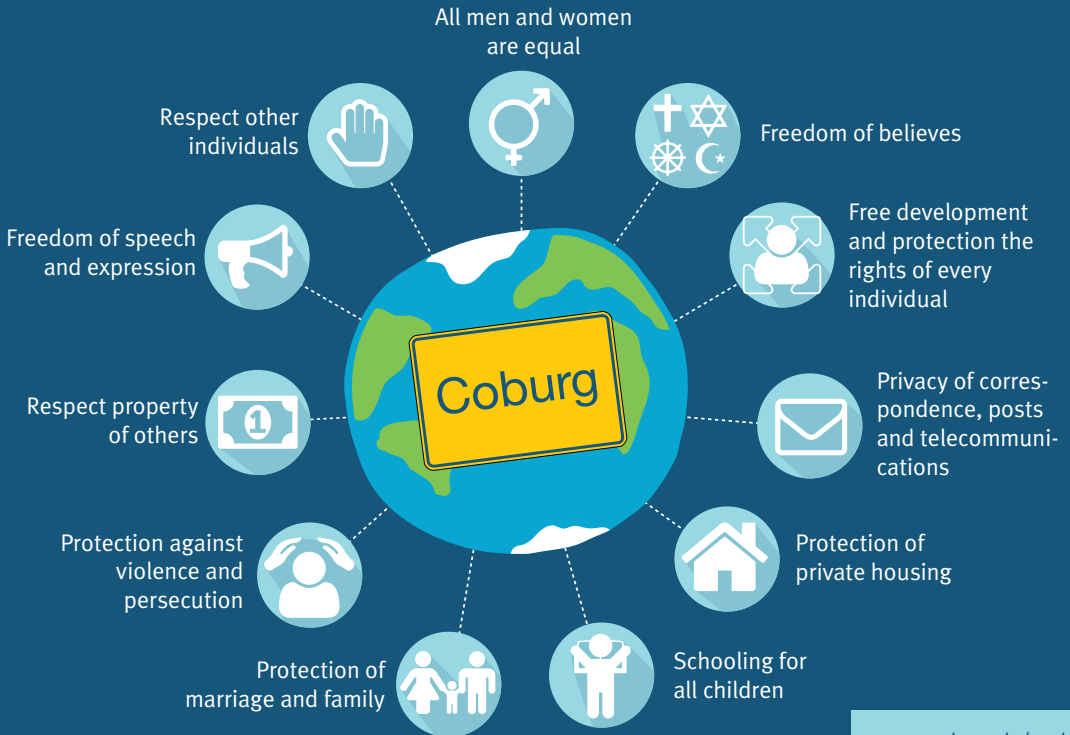 All men and women
are equal
Respect other
individuals
Freedom of believes
Freedom of speech
and expression
Free development
and protection the
rights of every
individual
Coburg
Respect property
of others
1
Privacy of corres-
pondence, posts
and telecommuni-
cations
Protection against
violence and
persecution
Protection of
private housing
Protection of
marriage and family
Schooling for
all children